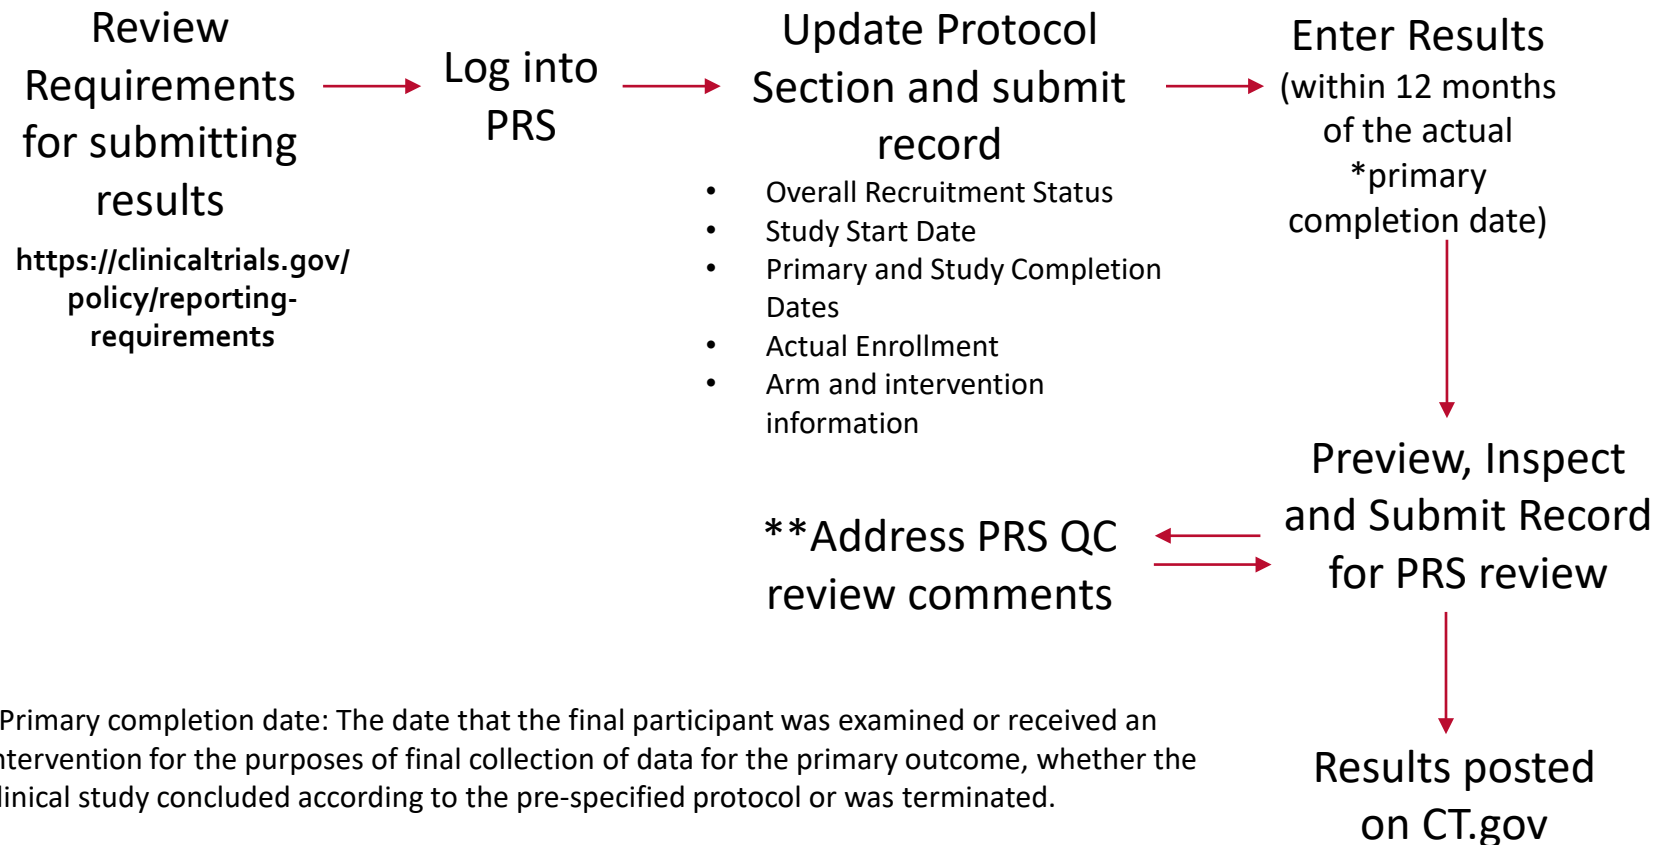 Review
Requirements
for submitting
results
https://clinicaltrials.gov/
policy/reporting-
requirements
Log into
PRS
Update Protocol
Section and submit
record
• Overall Recruitment Status
• Study Start Date
• Primary and Study Completion
Dates
• Actual Enrollment
• Arm and intervention
information
Enter Results
(within 12 months
of the actual
*primary
completion date)
Preview, Inspect
and Submit Record
for PRS review
**Address PRS QC
review comments
Results posted
on CT.gov
Primary completion date: The date that the final participant was examined or received an
ntervention for the purposes of final collection of data for the primary outcome, whether the
linical study concluded according to the pre-specified protocol or was terminated.